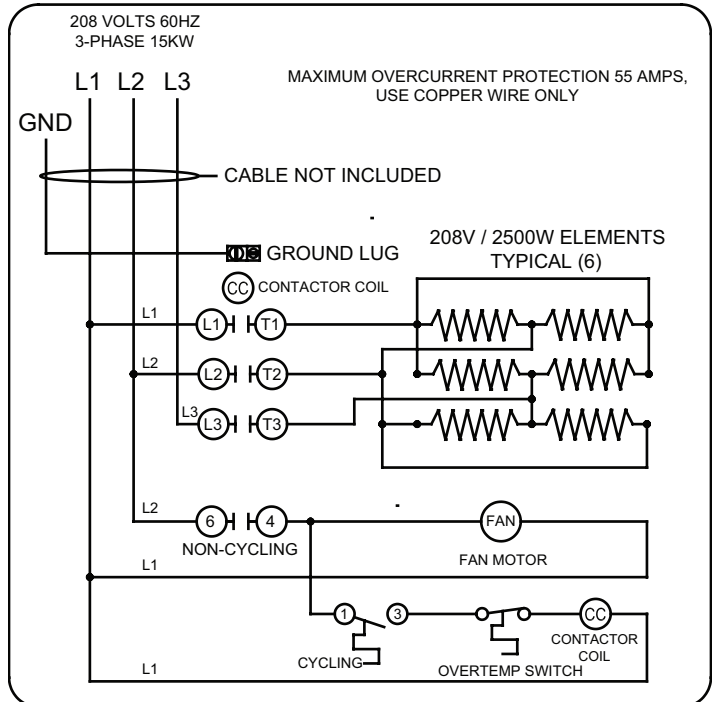 208 VOLTS 60HZ
3-PHASE 15KW
L1 L2 L3
MAXIMUM OVERCURRENT PROTECTION 55 AMPS,
USE COPPER WIRE ONLY
GND
CABLE NOT INCLUDED
GROUND LUG
208V / 2500W ELEMENTS
TYPICAL (6)
CC CONTACTOR COIL
L1
L1 T1
L2
L2 T2
L3
L3 T3
L2
6 4
FAN
NON-CYCLING
FAN MOTOR
L1
1 3
CC
CONTACTOR
COIL
CYCLING
OVERTEMP SWITCH
L1